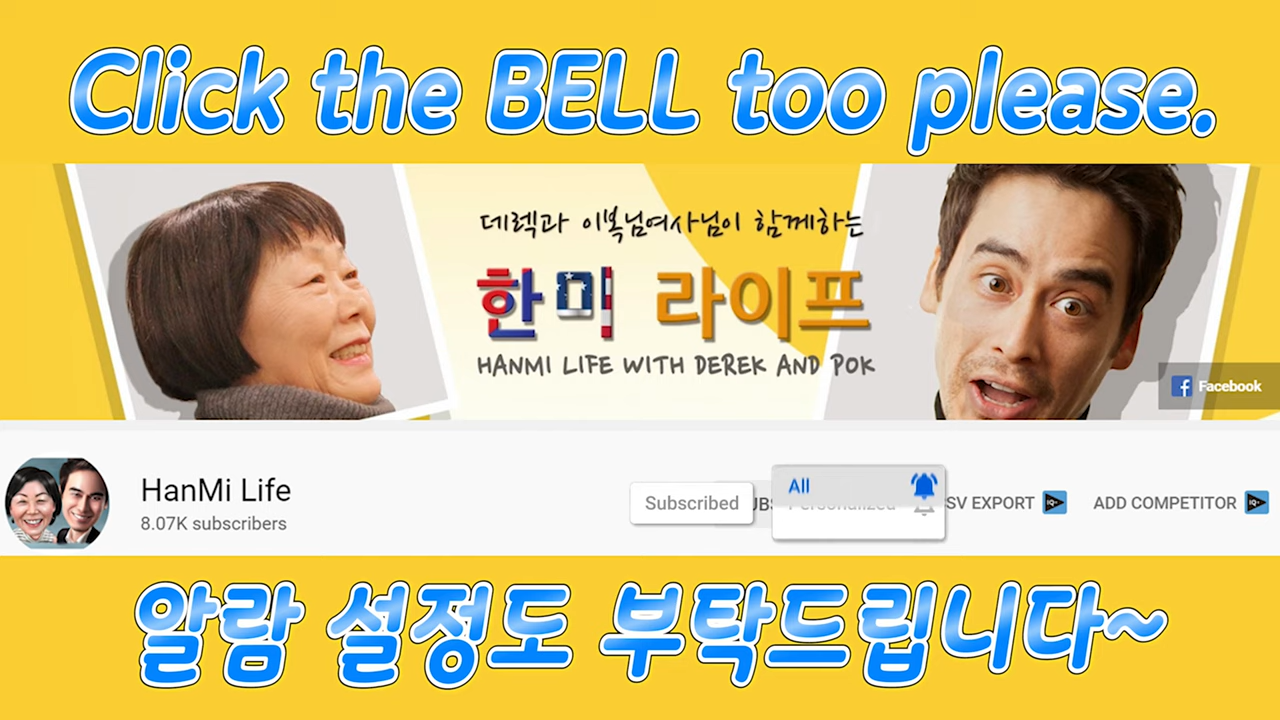 Click the BELL too please.
데렉과 이복님여사님이 함께하는
한미 라이프
HANMI LIFE WITH DEREK AND POK
Facebook
HanMi Life
8.07K subscribers
Subscribed
All
Personalized
SV EXPORT
ADD COMPETITOR
알람 설정도 부탁드립니다~